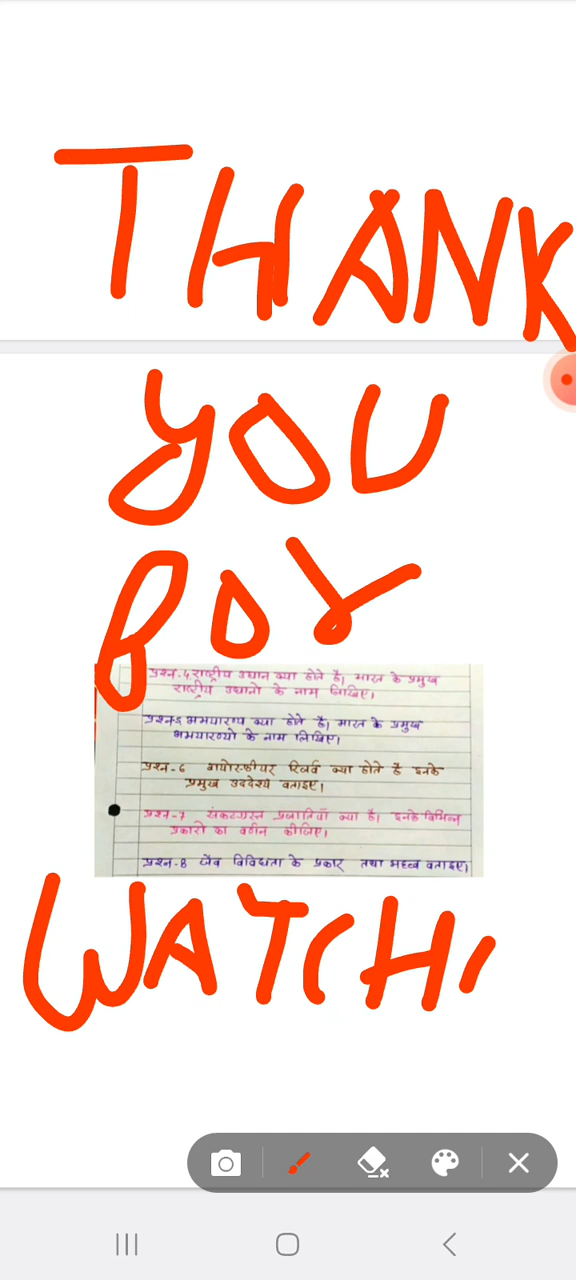 THANK
YOU
FOR
प्रश्न-4 राष्ट्रीय उद्यान क्या होते है। भारत के प्रमुख
राष्ट्रीय उद्यानो के नाम लिखिए।
प्रश्न-5 अभयारण्य क्या होते है। भारत के प्रमुख
अभयारण्यो के नाम लिखिए।
प्रश्न-6 बायोस्फीयर रिजर्व क्या होते है इनके
प्रमुख उददेश्ये बताइए।
प्रश्न-7 संकटग्रस्त प्रजातियाँ क्या है। इनके विभिन्न
प्रकारो का वर्णन कीजिए।
प्रश्न-8 जैव विविधता के प्रकार तथा महत्व बताइए।
WATCHI